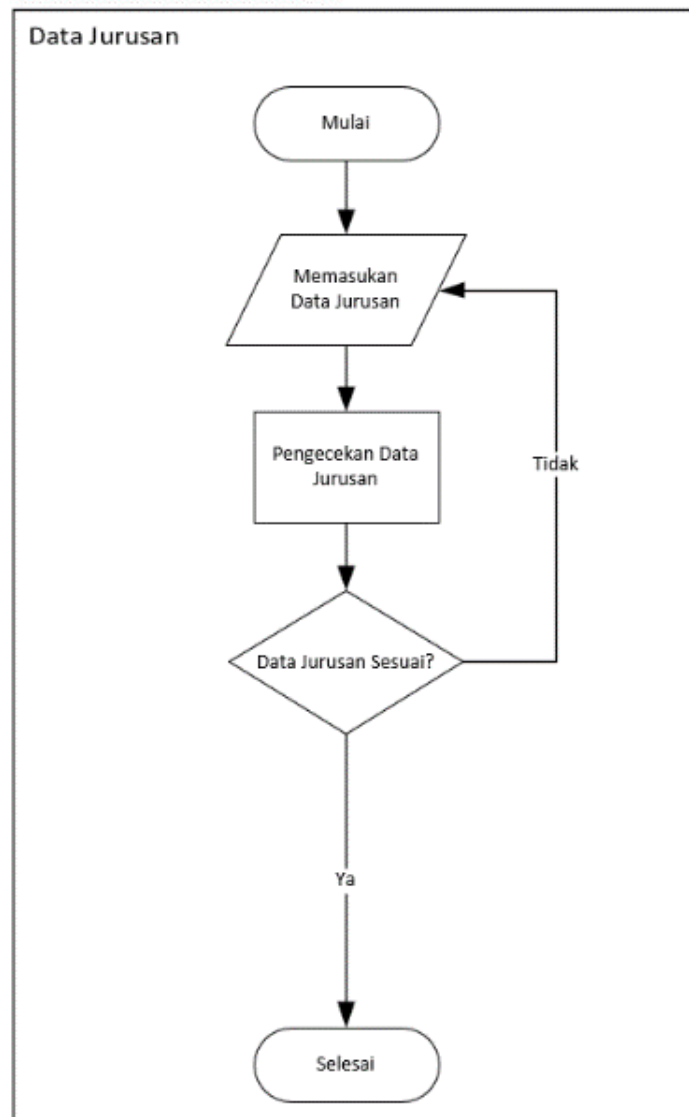 Data Jurusan
Mulai
Memasukan
Data Jurusan
Pengecekan Data
Jurusan
Tidak
Data Jurusan Sesuai?
Ya
Selesai